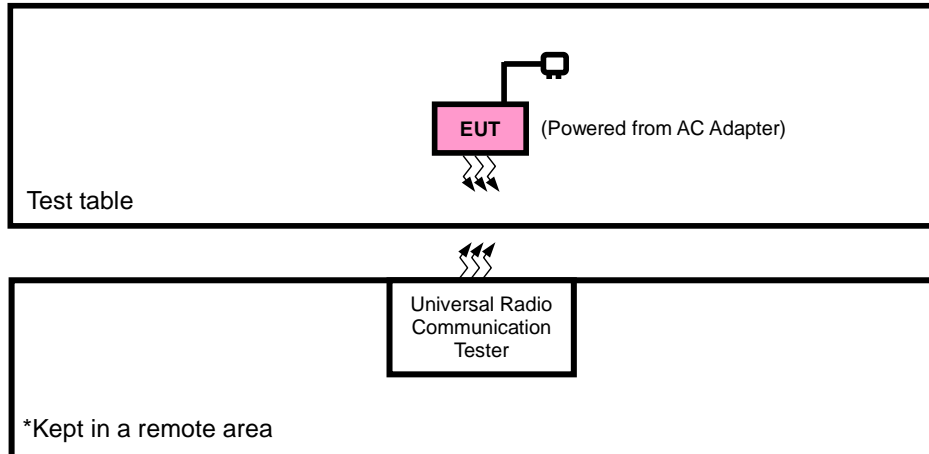 EUT
(Powered from AC Adapter)
Test table
Universal Radio
Communication
Tester
*Kept in a remote area